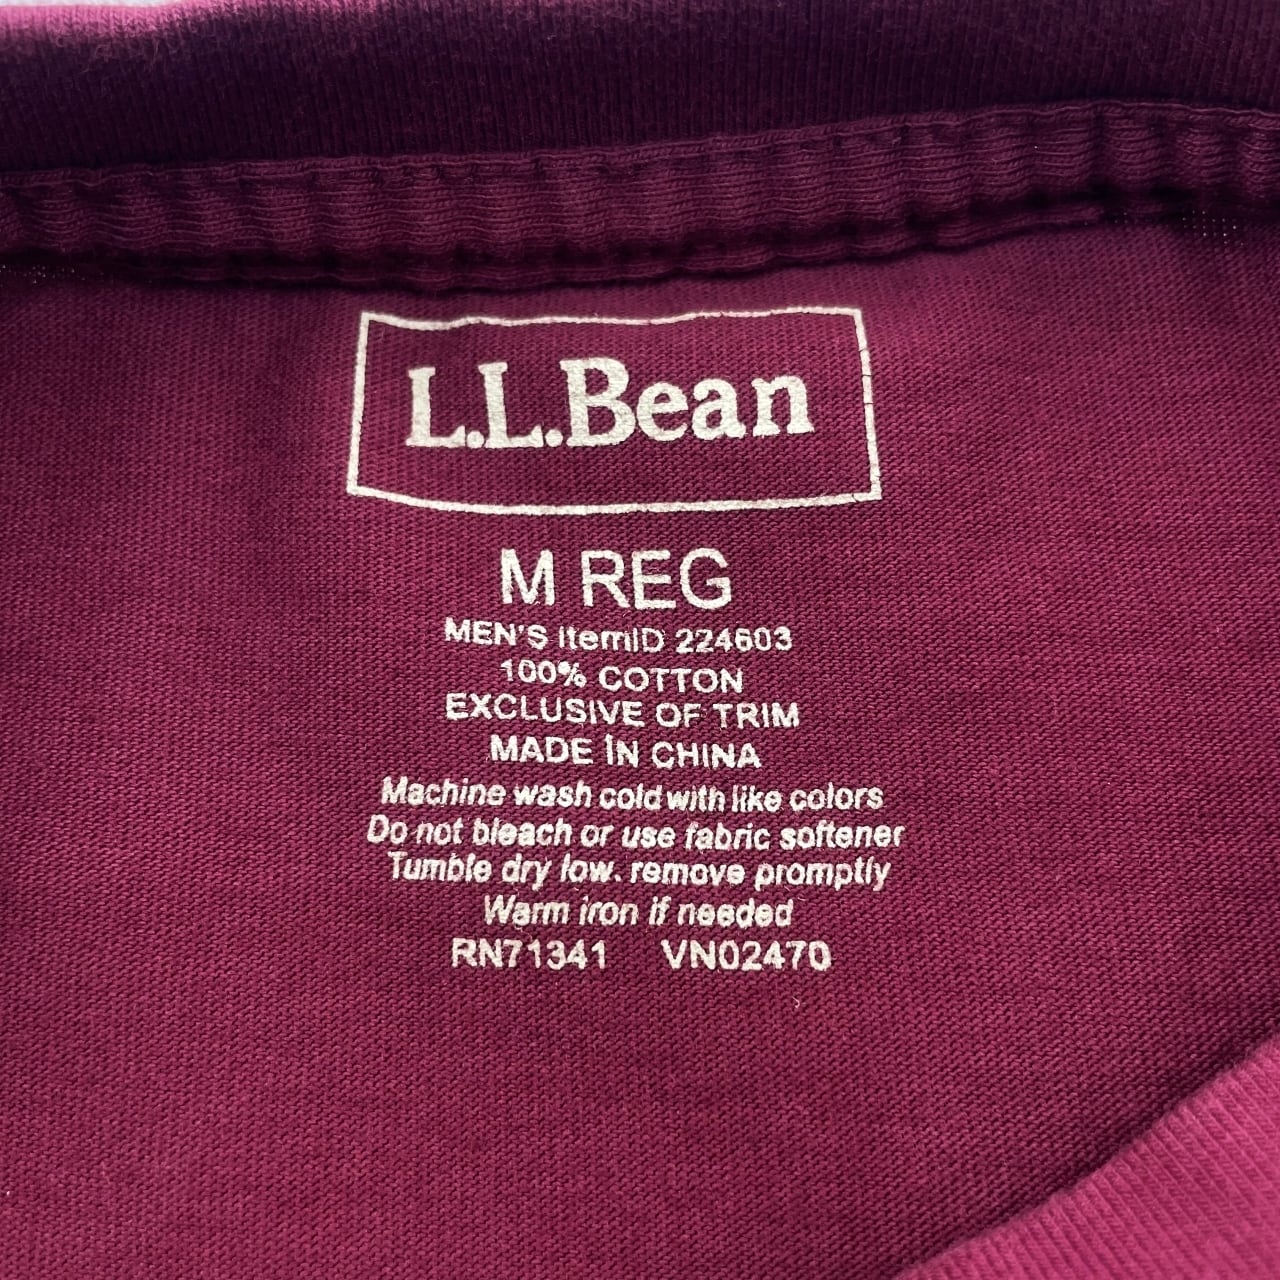 L.L.Bean
M REG
MEN'S ItemID 224603
100% COTTON
EXCLUSIVE OF TRIM
MADE IN CHINA
Machine wash cold with like colors
Do not bleach or use fabric softener
Tumble dry low. remove promptly
Warm iron if needed
RN71341 VN02470